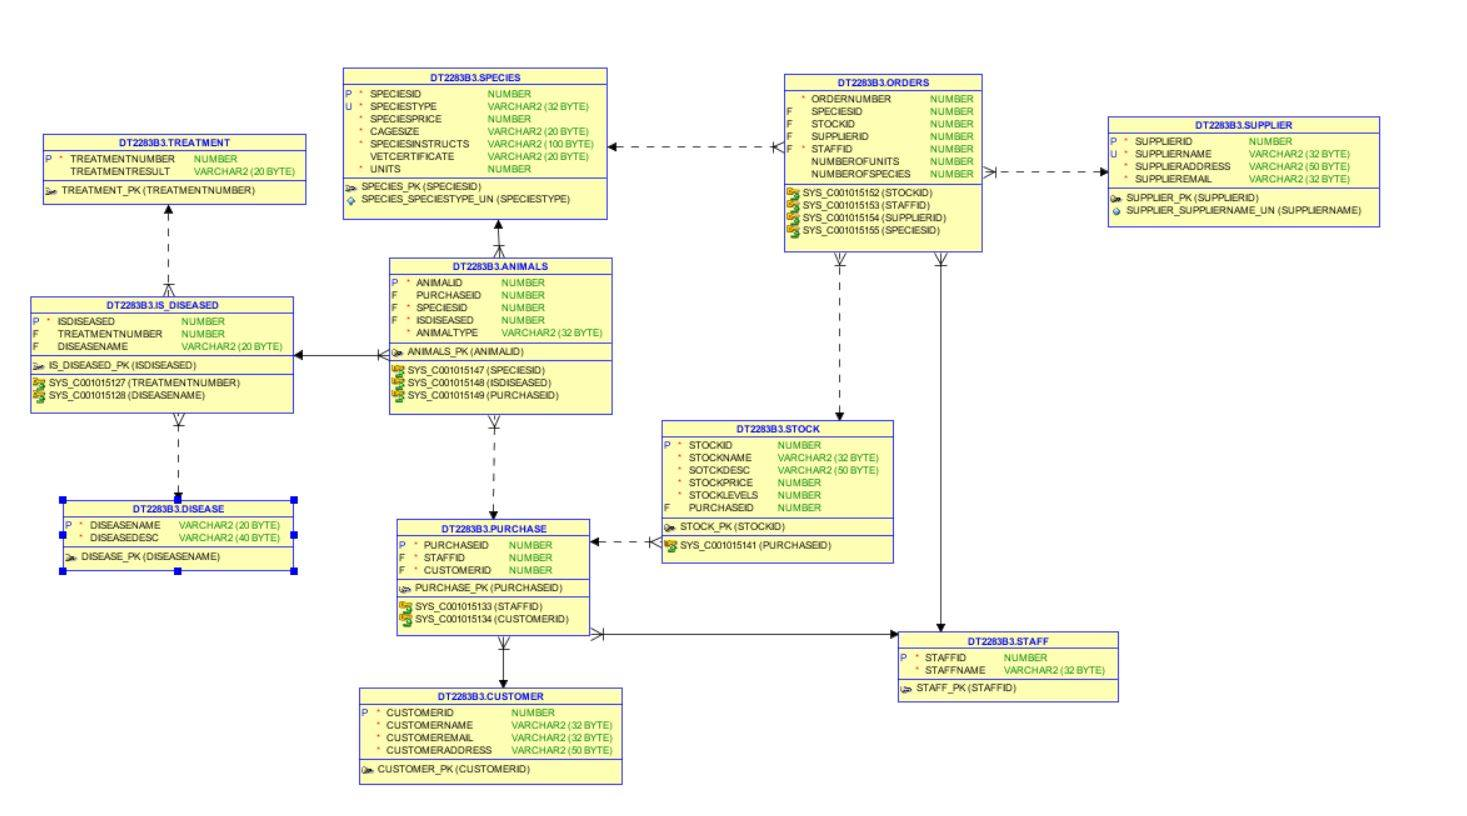 DT2283B3.SPECIES
P * SPECIESID NUMBER
U * SPECIESTYPE VARCHAR2 (32 BYTE)
* SPECIESPRICE NUMBER
* CAGESIZE VARCHAR2 (20 BYTE)
* SPECIESINSTRUCTS VARCHAR2 (100 BYTE)
VETCERTIFICATE VARCHAR2 (20 BYTE)
* UNITS NUMBER
SPECIES_PK (SPECIESID)
SPECIES_SPECIESTYPE_UN (SPECIESTYPE)
DT2283B3.ORDERS
* ORDERNUMBER NUMBER
F SPECIESID NUMBER
F STOCKID NUMBER
F SUPPLIERID NUMBER
F * STAFFID NUMBER
NUMBEROFUNITS NUMBER
NUMBEROFSPECIES NUMBER
SYS_C001015152 (STOCKID)
SYS_C001015153 (STAFFID)
SYS_C001015154 (SUPPLIERID)
SYS_C001015155 (SPECIESID)
DT2283B3.SUPPLIER
P * SUPPLIERID NUMBER
U * SUPPLIERNAME VARCHAR2 (32 BYTE)
* SUPPLIERADDRESS VARCHAR2 (50 BYTE)
* SUPPLIEREMAIL VARCHAR2 (32 BYTE)
SUPPLIER_PK (SUPPLIERID)
SUPPLIER_SUPPLIERNAME_UN (SUPPLIERNAME)
DT2283B3.TREATMENT
P * TREATMENTNUMBER NUMBER
TREATMENTRESULT VARCHAR2 (20 BYTE)
TREATMENT_PK (TREATMENTNUMBER)
DT2283B3.ANIMALS
P * ANIMALID NUMBER
F PURCHASEID NUMBER
F * SPECIESID NUMBER
F * ISDISEASED NUMBER
* ANIMALTYPE VARCHAR2 (32 BYTE)
ANIMALS_PK (ANIMALID)
SYS_C001015147 (SPECIESID)
SYS_C001015148 (ISDISEASED)
SYS_C001015149 (PURCHASEID)
DT2283B3.IS_DISEASED
P * ISDISEASED NUMBER
F TREATMENTNUMBER NUMBER
F DISEASENAME VARCHAR2 (20 BYTE)
IS_DISEASED_PK (ISDISEASED)
SYS_C001015127 (TREATMENTNUMBER)
SYS_C001015128 (DISEASENAME)
DT2283B3.STOCK
P * STOCKID NUMBER
* STOCKNAME VARCHAR2 (32 BYTE)
* SOTCKDESC VARCHAR2 (50 BYTE)
* STOCKPRICE NUMBER
* STOCKLEVELS NUMBER
F PURCHASEID NUMBER
STOCK_PK (STOCKID)
SYS_C001015141 (PURCHASEID)
DT2283B3.DISEASE
P * DISEASENAME VARCHAR2 (20 BYTE)
* DISEASEDESC VARCHAR2 (40 BYTE)
DISEASE_PK (DISEASENAME)
DT2283B3.PURCHASE
P * PURCHASEID NUMBER
F * STAFFID NUMBER
F * CUSTOMERID NUMBER
PURCHASE_PK (PURCHASEID)
SYS_C001015133 (STAFFID)
SYS_C001015134 (CUSTOMERID)
DT2283B3.STAFF
P * STAFFID NUMBER
* STAFFNAME VARCHAR2 (32 BYTE)
STAFF_PK (STAFFID)
DT2283B3.CUSTOMER
P * CUSTOMERID NUMBER
* CUSTOMERNAME VARCHAR2 (32 BYTE)
* CUSTOMEREMAIL VARCHAR2 (32 BYTE)
* CUSTOMERADDRESS VARCHAR2 (50 BYTE)
CUSTOMER_PK (CUSTOMERID)